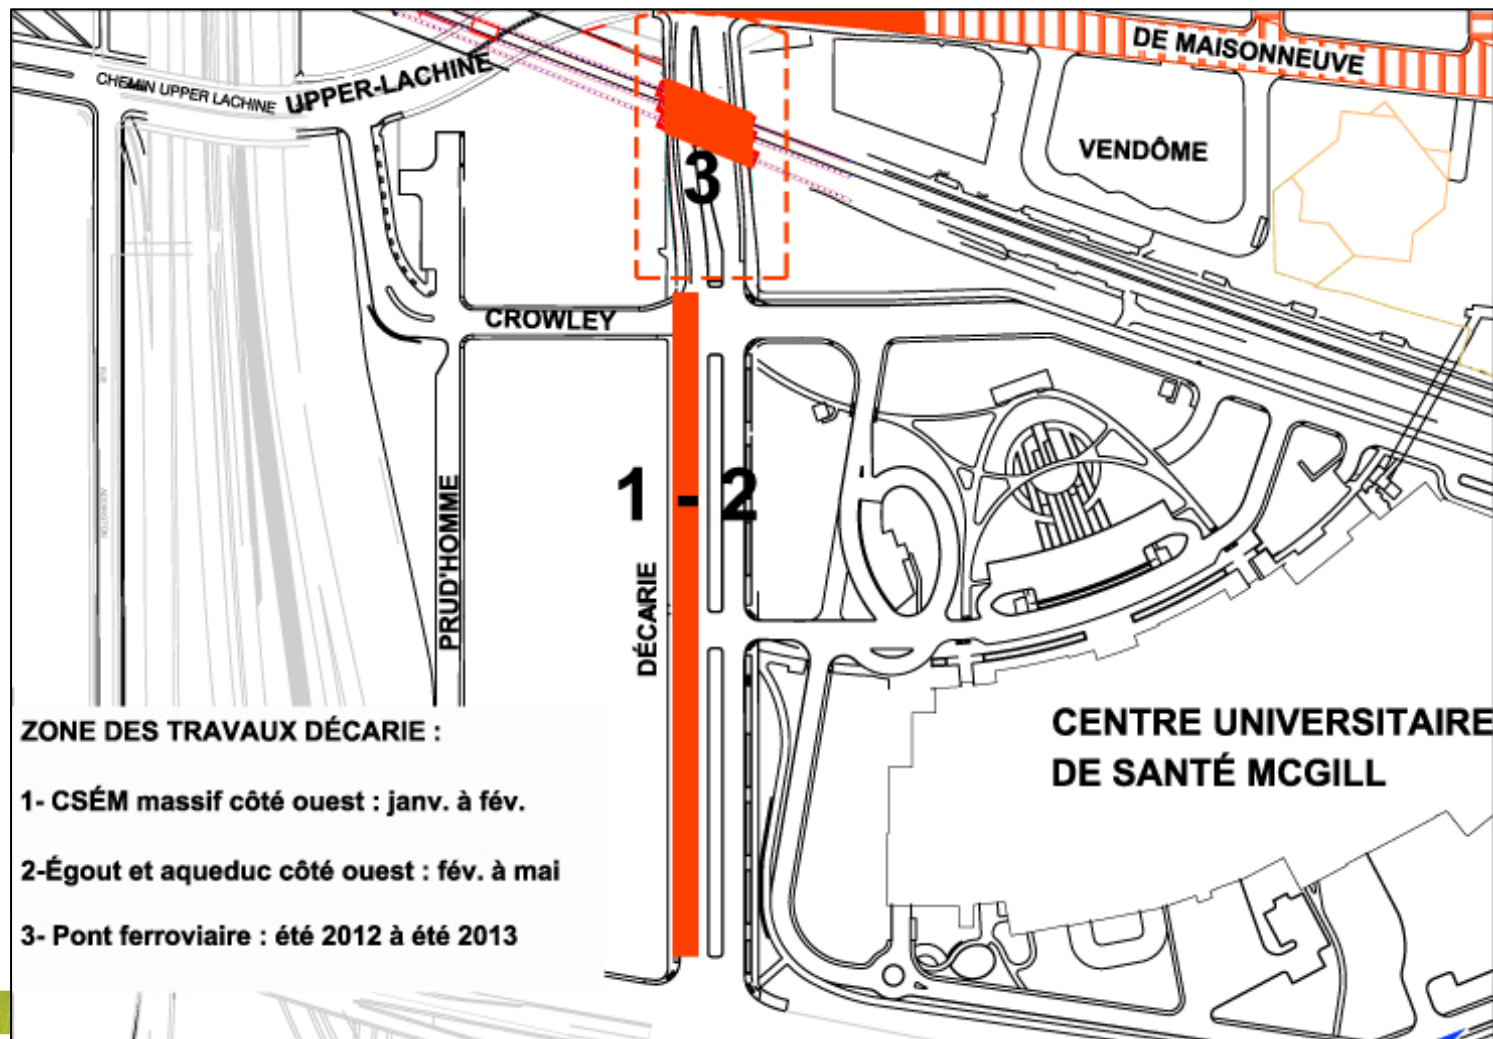 DE MAISONNEUVE
CHEMIN UPPER LACHINE
UPPER-LACHINE
VENDÔME
3
CROWLEY
1 - 2
PRUD'HOMME
DÉCARIE
ADDINGTON
ZONE DES TRAVAUX DÉCARIE :
1- CSÉM massif côté ouest : janv. à fév.
2-Égout et aqueduc côté ouest : fév. à mai
3- Pont ferroviaire : été 2012 à été 2013
CENTRE UNIVERSITAIRE
DE SANTÉ MCGILL